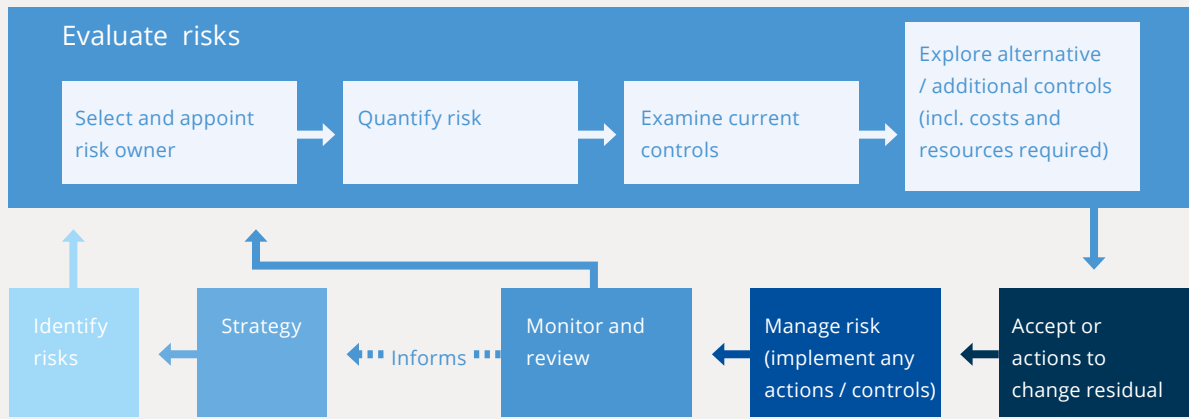 Evaluate risks
Select and appoint
risk owner
Quantify risk
Examine current
controls
Explore alternative
/ additional controls
(incl. costs and
resources required)
Identify
risks
Strategy
Informs
Monitor and
review
Manage risk
(implement any
actions / controls)
Accept or
actions to
change residual